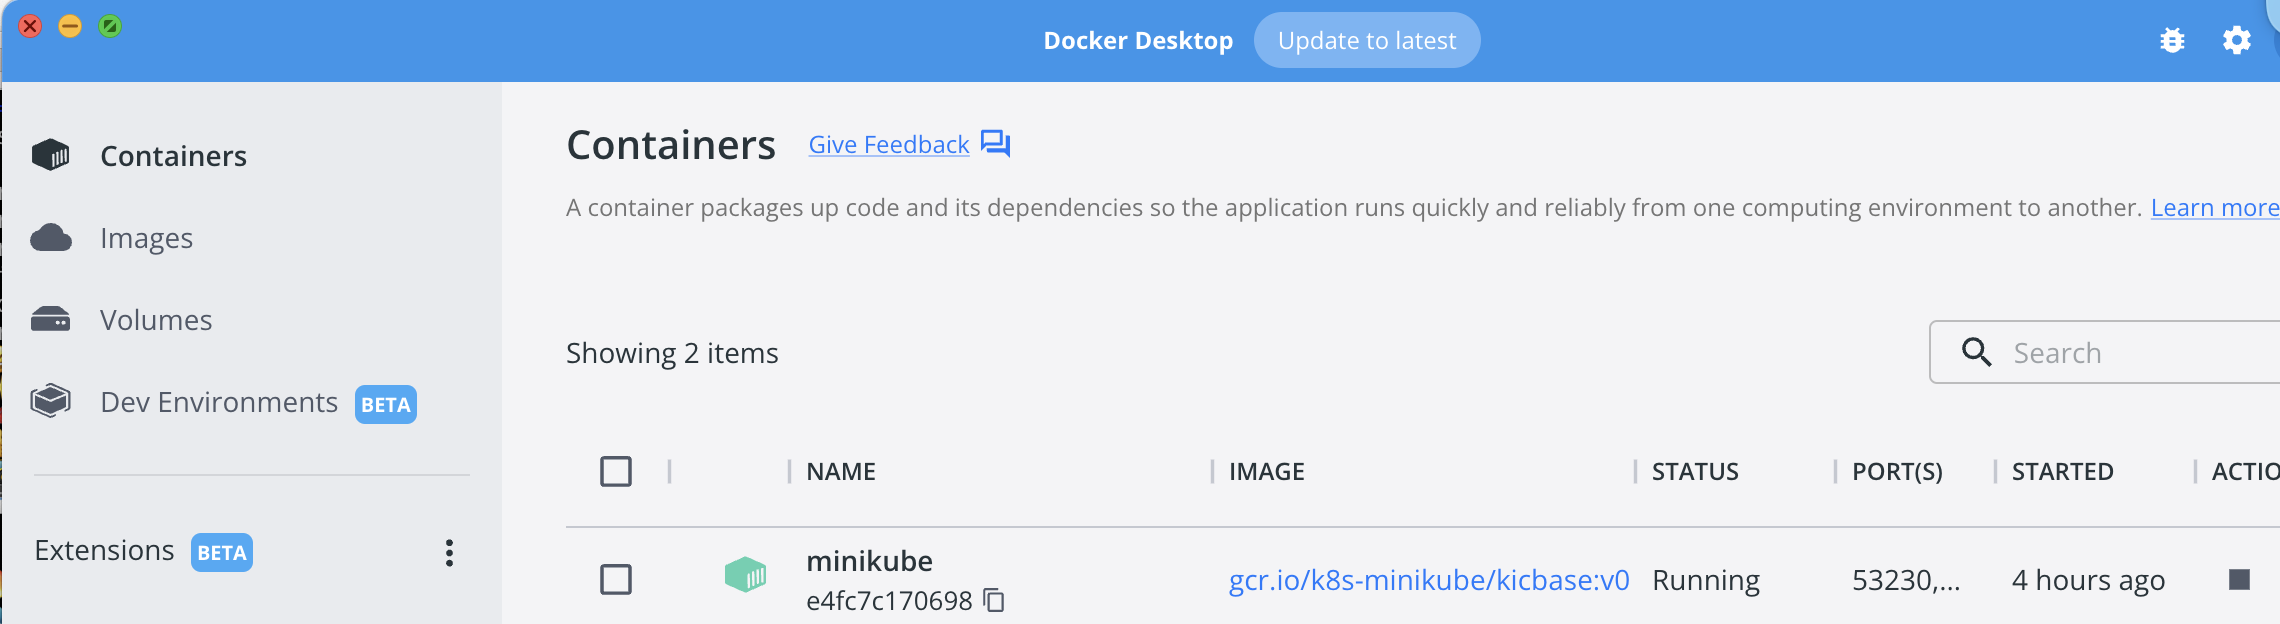 Docker Desktop Update to latest
Containers
Images
Volumes
Dev Environments BETA
Extensions BETA
Containers Give Feedback
A container packages up code and its dependencies so the application runs quickly and reliably from one computing environment to another. Learn more
Showing 2 items
Search
NAME IMAGE STATUS PORT(S) STARTED ACTIO
minikube
e4fc7c170698 gcr.io/k8s-minikube/kicbase:v0 Running 53230,... 4 hours ago